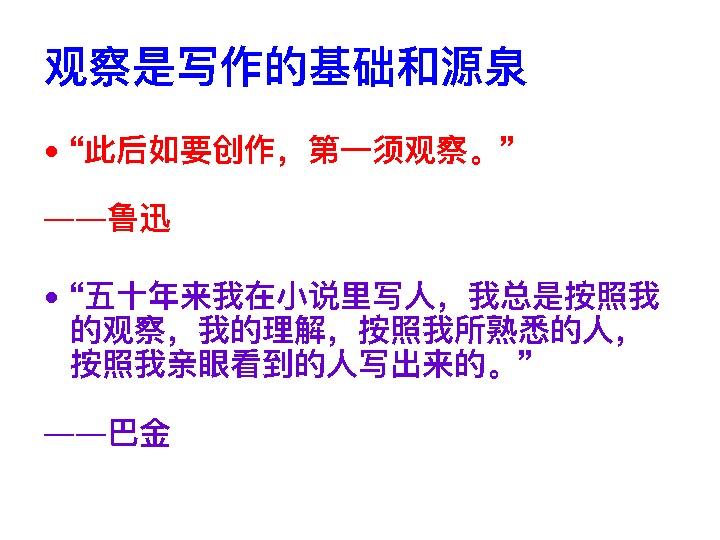 观察是写作的基础和源泉
• “此后如要创作，第一须观察。”
——鲁迅
• “五十年来我在小说里写人，我总是按照我
的观察，我的理解，按照我所熟悉的人，
按照我亲眼看到的人写出来的。”
——巴金